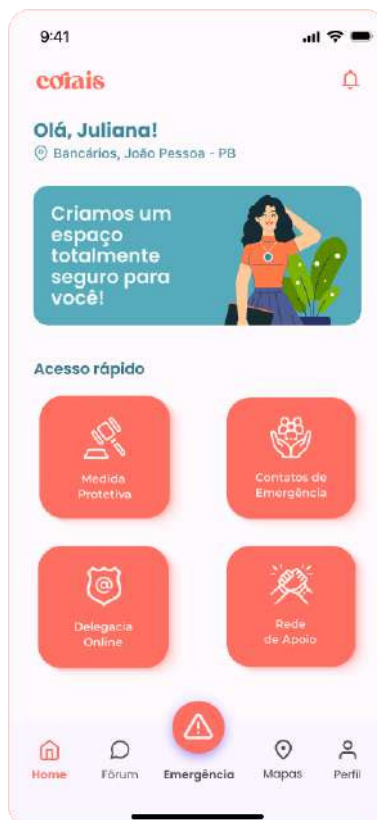 9:41
corais
Olá, Juliana!
Bancários, João Pessoa - PB
Criamos um
espaço
totalmente
seguro para
você!
Acesso rápido
Medida
Protetiva
Contatos de
Emergência
@
Delegacia
Online
Rede
de Apoio
Home
Fórum
Emergência
Mapas
Perfil